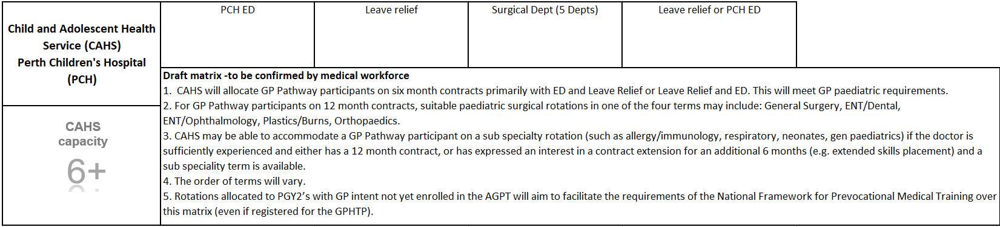 PCH ED
Leave relief
Surgical Dept (5 Depts)
Leave relief or PCH ED
Child and Adolescent Health
Service (CAHS)
Perth Children's Hospital
(PCH)
Draft matrix -to be confirmed by medical workforce
1.  CAHS will allocate GP Pathway participants on six month contracts primarily with ED and Leave Relief or Leave Relief and ED. This will meet GP paediatric requirements.
2. For GP Pathway participants on 12 month contracts, suitable paediatric surgical rotations in one of the four terms may include: General Surgery, ENT/Dental,
ENT/Ophthalmology, Plastics/Burns, Orthopaedics.
3. CAHS may be able to accommodate a GP Pathway participant on a sub specialty rotation (such as allergy/immunology, respiratory, neonates, gen paediatrics) if the doctor is
sufficiently experienced and either has a 12 month contract, or has expressed an interest in a contract extension for an additional 6 months (e.g. extended skills placement) and a
sub speciality term is available.
4. The order of terms will vary.
5. Rotations allocated to PGY2’s with GP intent not yet enrolled in the AGPT will aim to facilitate the requirements of the National Framework for Prevocational Medical Training over
this matrix (even if registered for the GPHTP).
CAHS
capacity
6+